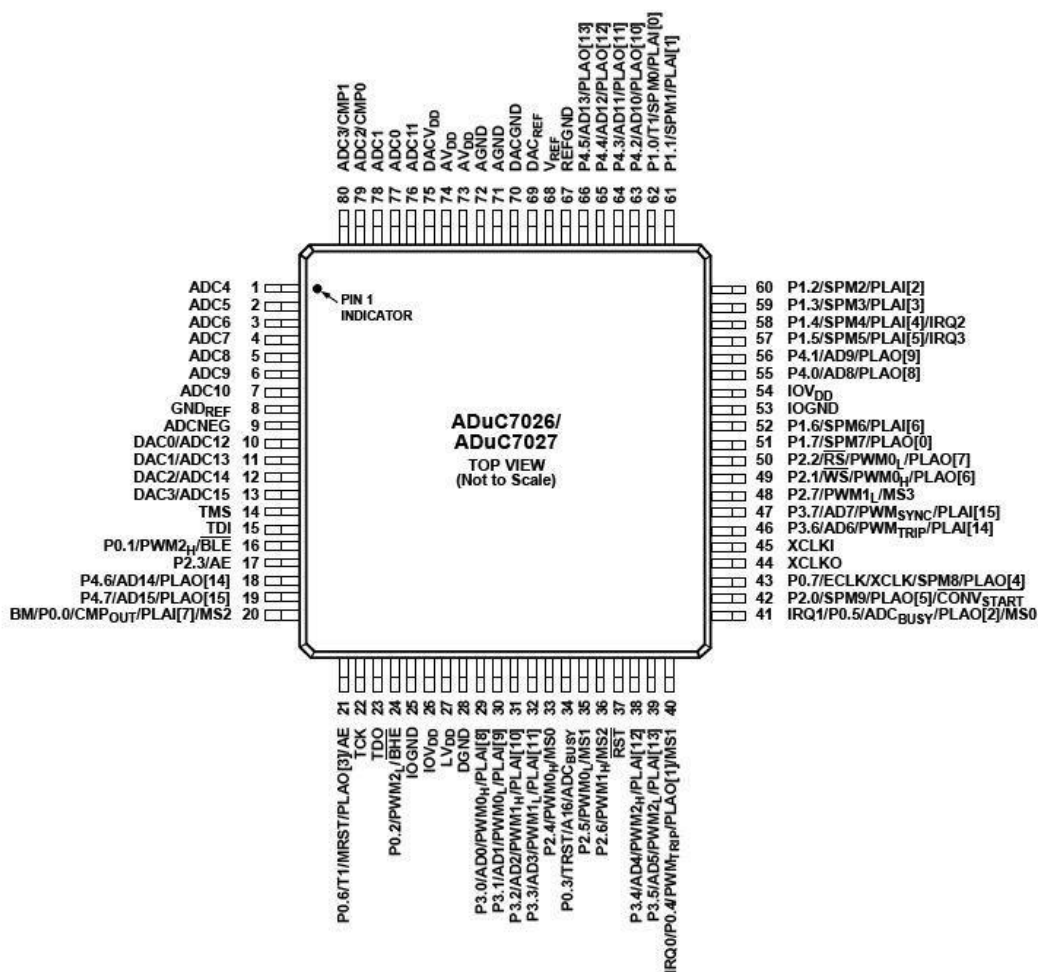 80 ADC3/CMP1
79 ADC2/CMP0
78 ADC1
77 ADC0
76 ADC11
75 DACVDD
74 AVDD
73 AVDD
72 AGND
71 AGND
70 DACGND
69 DACREF
68 VREF
67 REFGND
66 P4.5/AD13/PLAO[13]
65 P4.4/AD12/PLAO[12]
64 P4.3/AD11/PLAO[11]
63 P4.2/AD10/PLAO[10]
62 P1.0/T1/SPM0/PLAI[0]
61 P1.1/SPM1/PLAI[1]
ADC4 1
ADC5 2
ADC6 3
ADC7 4
ADC8 5
ADC9 6
ADC10 7
GNDREF 8
ADCNEG 9
DAC0/ADC12 10
DAC1/ADC13 11
DAC2/ADC14 12
DAC3/ADC15 13
TMS 14
TDI 15
P0.1/PWM2H/BLE 16
P2.3/AE 17
P4.6/AD14/PLAO[14] 18
P4.7/AD15/PLAO[15] 19
BM/P0.0/CMPOUT/PLAI[7]/MS2 20
PIN 1
INDICATOR
ADuC7026/
ADuC7027
TOP VIEW
(Not to Scale)
60 P1.2/SPM2/PLAI[2]
59 P1.3/SPM3/PLAI[3]
58 P1.4/SPM4/PLAI[4]/IRQ2
57 P1.5/SPM5/PLAI[5]/IRQ3
56 P4.1/AD9/PLAO[9]
55 P4.0/AD8/PLAO[8]
54 IOVDD
53 IOGND
52 P1.6/SPM6/PLAI[6]
51 P1.7/SPM7/PLAO[0]
50 P2.2/RS/PWM0L/PLAO[7]
49 P2.1/WS/PWM0H/PLAO[6]
48 P2.7/PWM1L/MS3
47 P3.7/AD7/PWMSYNC/PLAI[15]
46 P3.6/AD6/PWMTRIP/PLAI[14]
45 XCLKI
44 XCLKO
43 P0.7/ECLK/XCLK/SPM8/PLAO[4]
42 P2.0/SPM9/PLAO[5]/CONVSTART
41 IRQ1/P0.5/ADCBUSY/PLAO[2]/MS0
21 P0.6/T1/MRST/PLAO[3]/AE
22 TCK
23 TDO
24 P0.2/PWM2L/BHE
25 IOGND
26 IOVDD
27 LVDD
28 DGND
29 P3.0/AD0/PWM0H/PLAI[8]
30 P3.1/AD1/PWM0L/PLAI[9]
31 P3.2/AD2/PWM1H/PLAI[10]
32 P3.3/AD3/PWM1L/PLAI[11]
33 P2.4/PWM0H/MS0
34 P0.3/TRST/A16/ADCBUSY
35 P2.5/PWM0L/MS1
36 P2.6/PWM1H/MS2
37 RST
38 P3.4/AD4/PWM2H/PLAI[12]
39 P3.5/AD5/PWM2L/PLAI[13]
40 IRQ0/P0.4/PWMTRIP/PLAO[1]/MS1